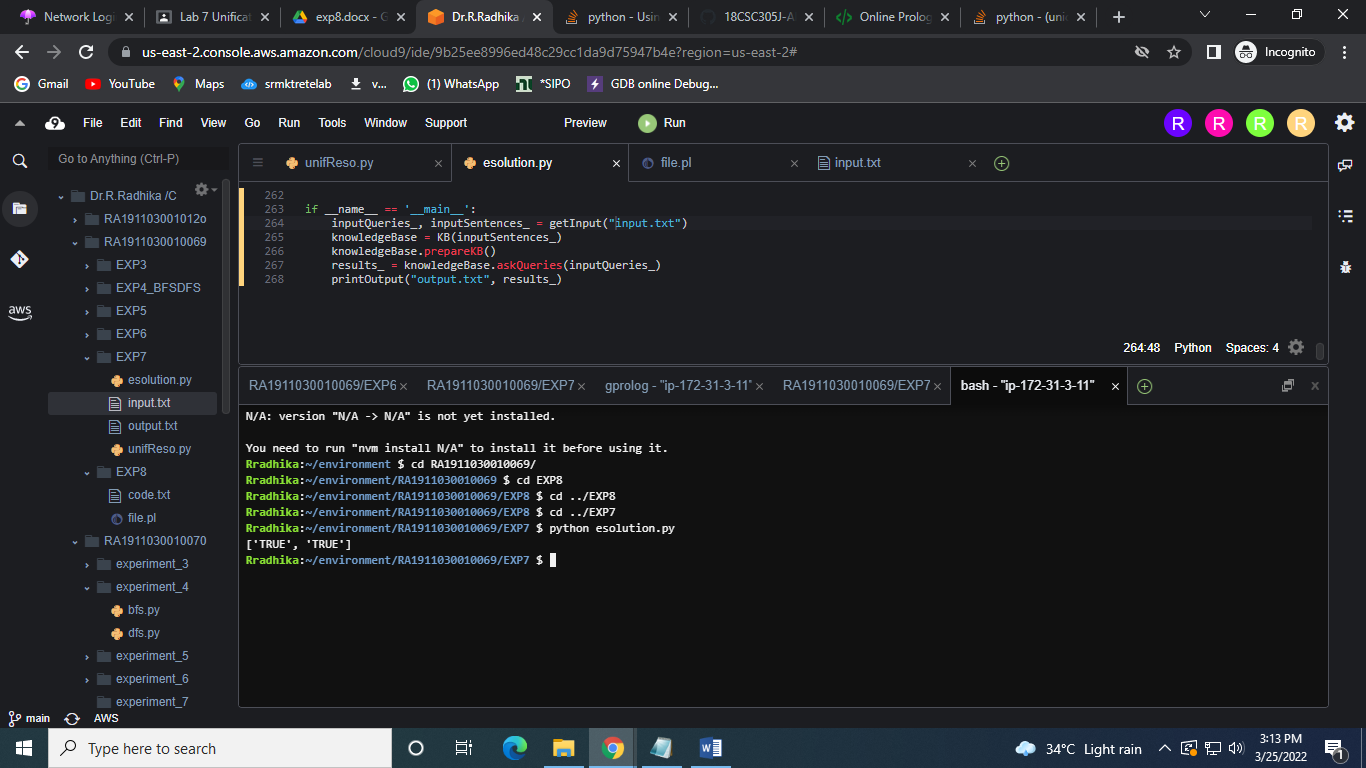 Network Logi
Lab 7 Unificat
exp8.docx - G
Dr.R.Radhika
python - Usin
18CSC305J-A
Online Prolog
python - (uni
us-east-2.console.aws.amazon.com/cloud9/ide/9b25ee8996ed48c29cc1da9d75947b4e?region=us-east-2#
Incognito
Gmail
YouTube
Maps
srmktretelab
v...
(1) WhatsApp
*SIPO
GDB online Debug...
9 File Edit Find View Go Run Tools Window Support Preview Run
R R R R
Go to Anything (Ctrl-P)
unifReso.py
esolution.py
file.pl
input.txt
Dr.R.Radhika /C
RA191103001012o
RA1911030010069
EXP3
EXP4_BFSDFS
EXP5
EXP6
EXP7
esolution.py
input.txt
output.txt
unifReso.py
EXP8
code.txt
file.pl
RA1911030010070
experiment_3
experiment_4
bfs.py
dfs.py
experiment_5
experiment_6
experiment_7
aws
262
263 if __name__ == '__main__':
264 inputQueries_, inputSentences_ = getInput("input.txt")
265 knowledgeBase = KB(inputSentences_)
266 knowledgeBase.prepareKB()
267 results_ = knowledgeBase.askQueries(inputQueries_)
268 printOutput("output.txt", results_)
264:48 Python Spaces: 4
RA1911030010069/EXP6
RA1911030010069/EXP7
gprolog - "ip-172-31-3-11"
RA1911030010069/EXP7
bash - "ip-172-31-3-11"
N/A: version "N/A -> N/A" is not yet installed.
You need to run "nvm install N/A" to install it before using it.
Rradhika:~/environment $ cd RA1911030010069/
Rradhika:~/environment/RA1911030010069 $ cd EXP8
Rradhika:~/environment/RA1911030010069/EXP8 $ cd ../EXP8
Rradhika:~/environment/RA1911030010069/EXP8 $ cd ../EXP7
Rradhika:~/environment/RA1911030010069/EXP7 $ python esolution.py
['TRUE', 'TRUE']
Rradhika:~/environment/RA1911030010069/EXP7 $
main AWS
Type here to search
34°C Light rain
3:13 PM
3/25/2022
1